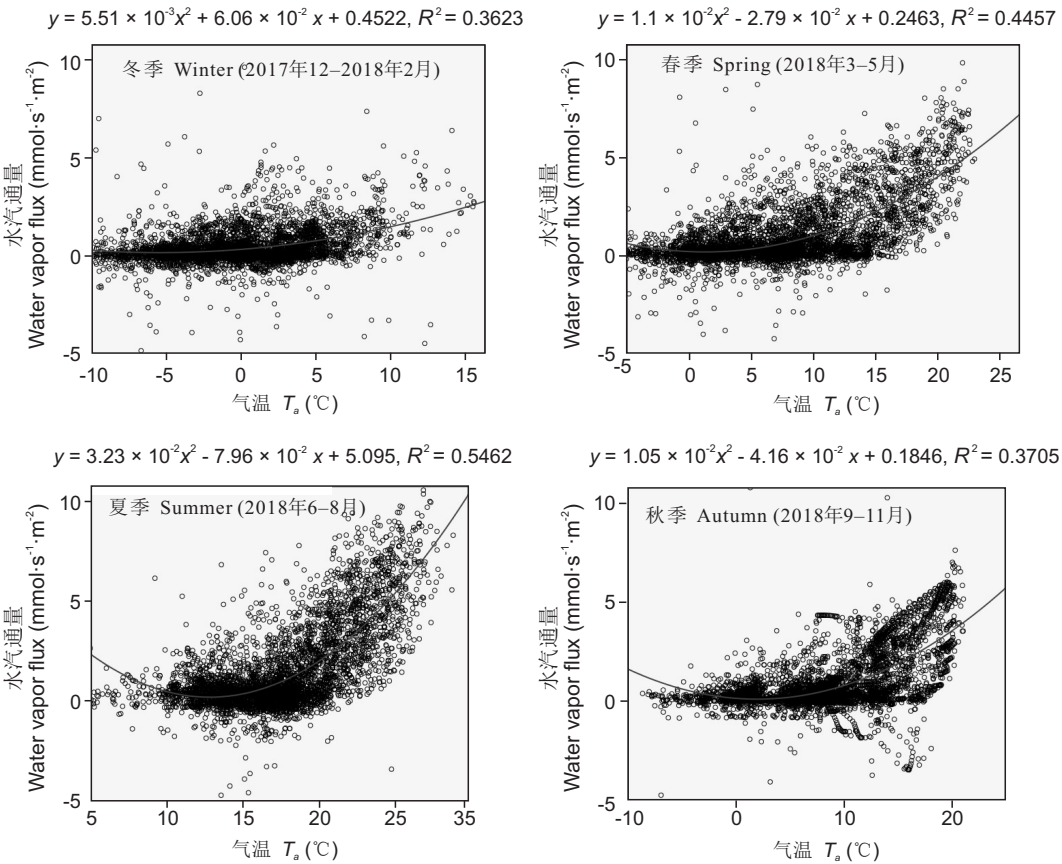 y = 5.51 × 10⁻³x² + 6.06 × 10⁻² x + 0.4522, R² = 0.3623
冬季 Winter (2017年12–2018年2月)
水汽通量
Water vapor flux (mmol·s⁻¹·m⁻²)
10
5
0
-5
-10 -5 0 5 10 15
气温 Tₐ (℃)
y = 1.1 × 10⁻²x² - 2.79 × 10⁻² x + 0.2463, R² = 0.4457
春季 Spring (2018年3–5月)
水汽通量
Water vapor flux (mmol·s⁻¹·m⁻²)
10
5
0
-5
-5 0 5 10 15 20 25
气温 Tₐ (℃)
y = 3.23 × 10⁻²x² - 7.96 × 10⁻² x + 5.095, R² = 0.5462
夏季 Summer (2018年6–8月)
水汽通量
Water vapor flux (mmol·s⁻¹·m⁻²)
10
5
0
-5
5 10 15 20 25 35
气温 Tₐ (℃)
y = 1.05 × 10⁻²x² - 4.16 × 10⁻² x + 0.1846, R² = 0.3705
秋季 Autumn (2018年9–11月)
水汽通量
Water vapor flux (mmol·s⁻¹·m⁻²)
10
5
0
-5
-10 0 10 20
气温 Tₐ (℃)